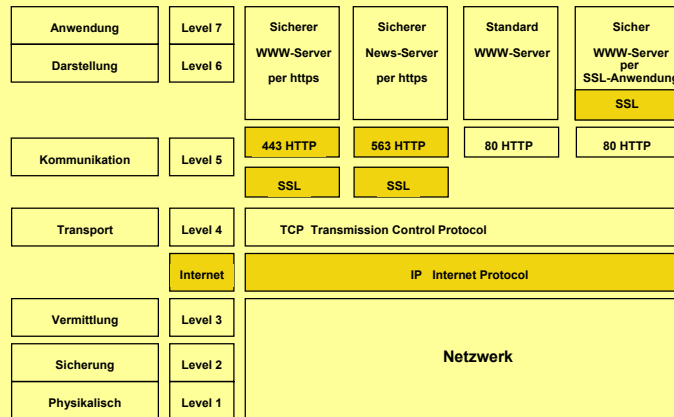 Anwendung
Level 7
Sicherer
Sicherer
Standard
Sicher
WWW-Server
News-Server
WWW-Server
WWW-Server
per
Darstellung
Level 6
per https
per https
SSL-Anwendung
SSL
443 HTTP
563 HTTP
80 HTTP
80 HTTP
Kommunikation
Level 5
SSL
SSL
Transport
Level 4
TCP Transmission Control Protocol
Internet
IP Internet Protocol
Vermittlung
Level 3
Netzwerk
Sicherung
Level 2
Physikalisch
Level 1